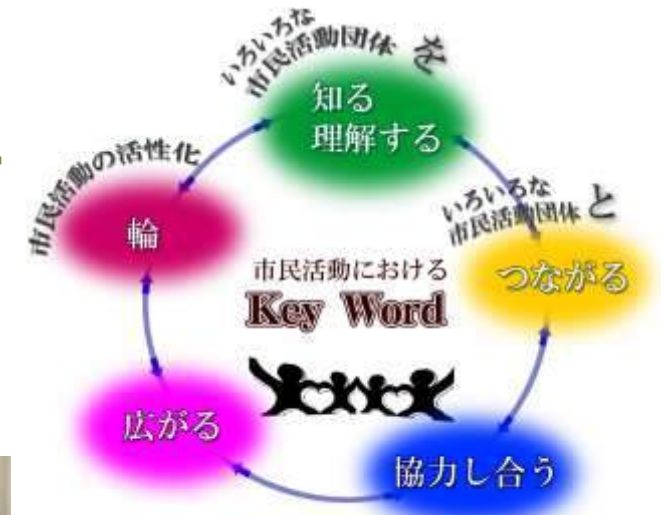 いろいろな
市民活動団体を
知る
理解する
いろいろな
市民活動団体と
つながる
協力し合う
広がる
輪
市民活動の活性化
市民活動における
Key Word